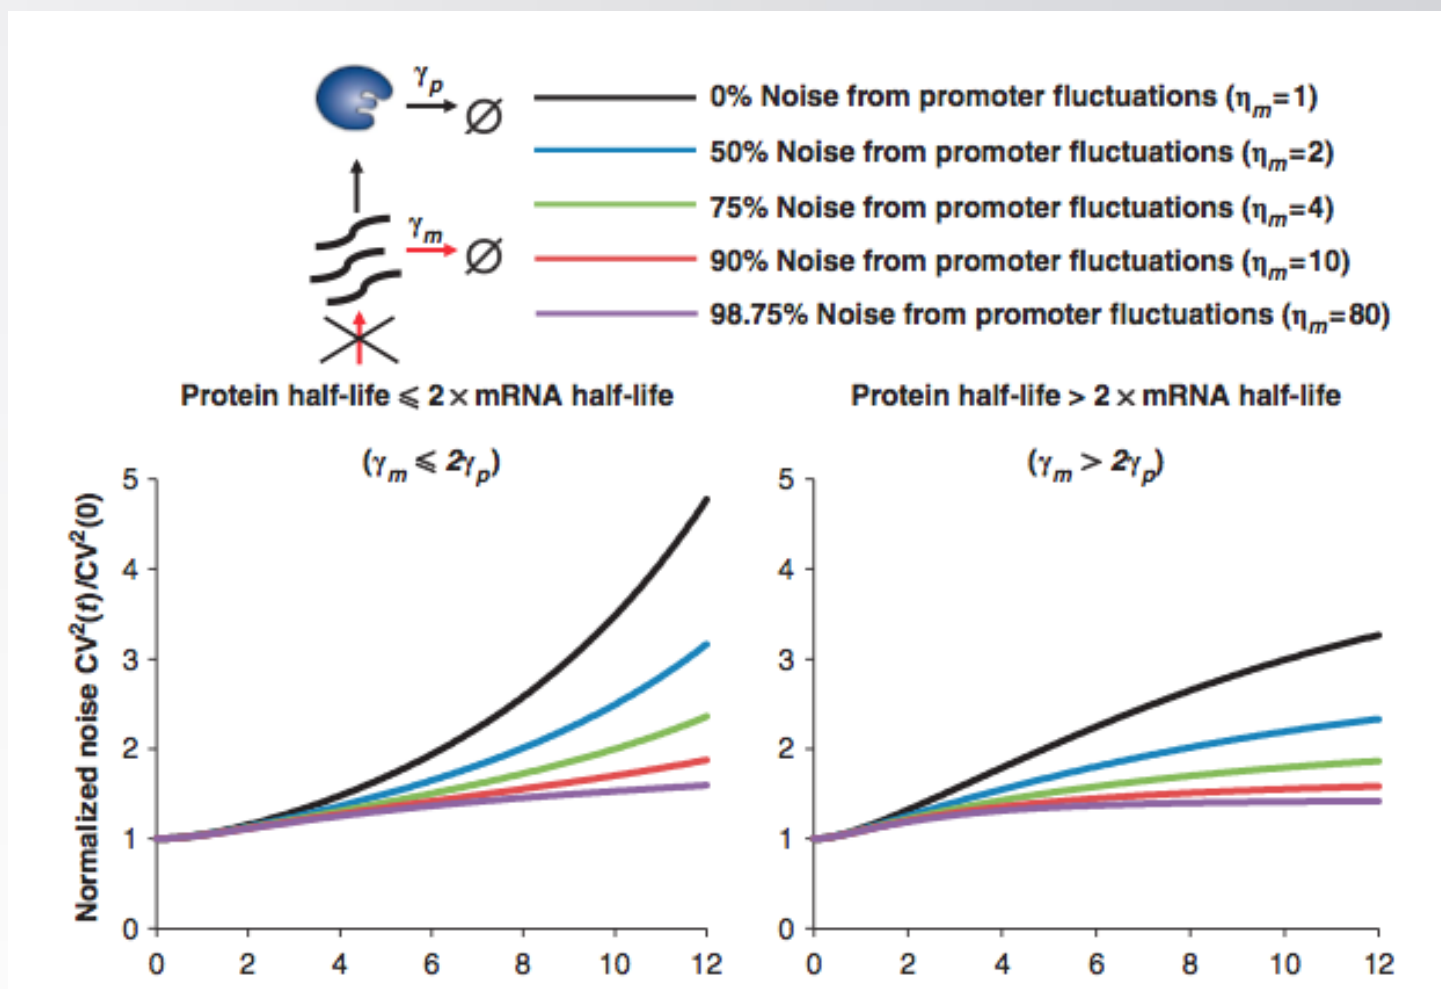 γp
∅
0% Noise from promoter fluctuations (ηm=1)
50% Noise from promoter fluctuations (ηm=2)
75% Noise from promoter fluctuations (ηm=4)
γm
∅
90% Noise from promoter fluctuations (ηm=10)
98.75% Noise from promoter fluctuations (ηm=80)
Protein half-life ⩽ 2 × mRNA half-life
(γm ⩽ 2γp)
Normalized noise CV²(t)/CV²(0)
5
4
3
2
1
0
0 2 4 6 8 10 12
Protein half-life > 2 × mRNA half-life
(γm > 2γp)
5
4
3
2
1
0
0 2 4 6 8 10 12